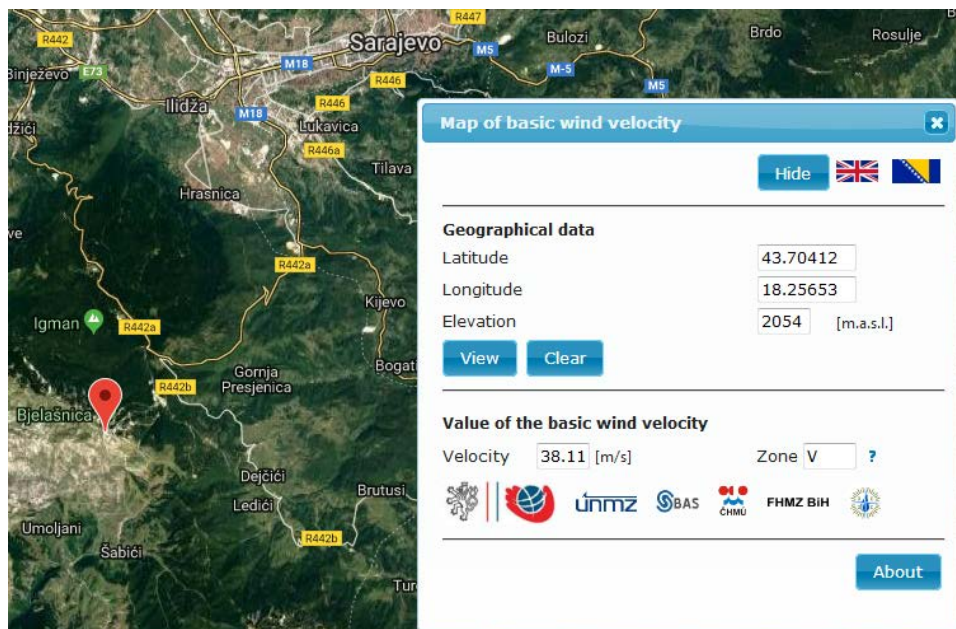 R447
R442
Sarajevo
M5
Bulozi
Brdo
Rosulje
M18
Binježevo
E73
R446
M-5
M5
Ilidža
M18
R446
Lukavica
džići
R446a
Tilava
Hrasnica
R442a
Kijevo
Igman
R442a
Gornja
Presjenica
Bogati
R442b
Bjelašnica
Dejčići
Brutusi
Ledići
Umoljani
R442b
Šabići
Tur
Map of basic wind velocity
Hide
Geographical data
Latitude 43.70412
Longitude 18.25653
Elevation 2054 [m.a.s.l.]
View Clear
Value of the basic wind velocity
Velocity 38.11 [m/s] Zone V ?
únmz SBAS ČHMÚ FHMZ BiH
About